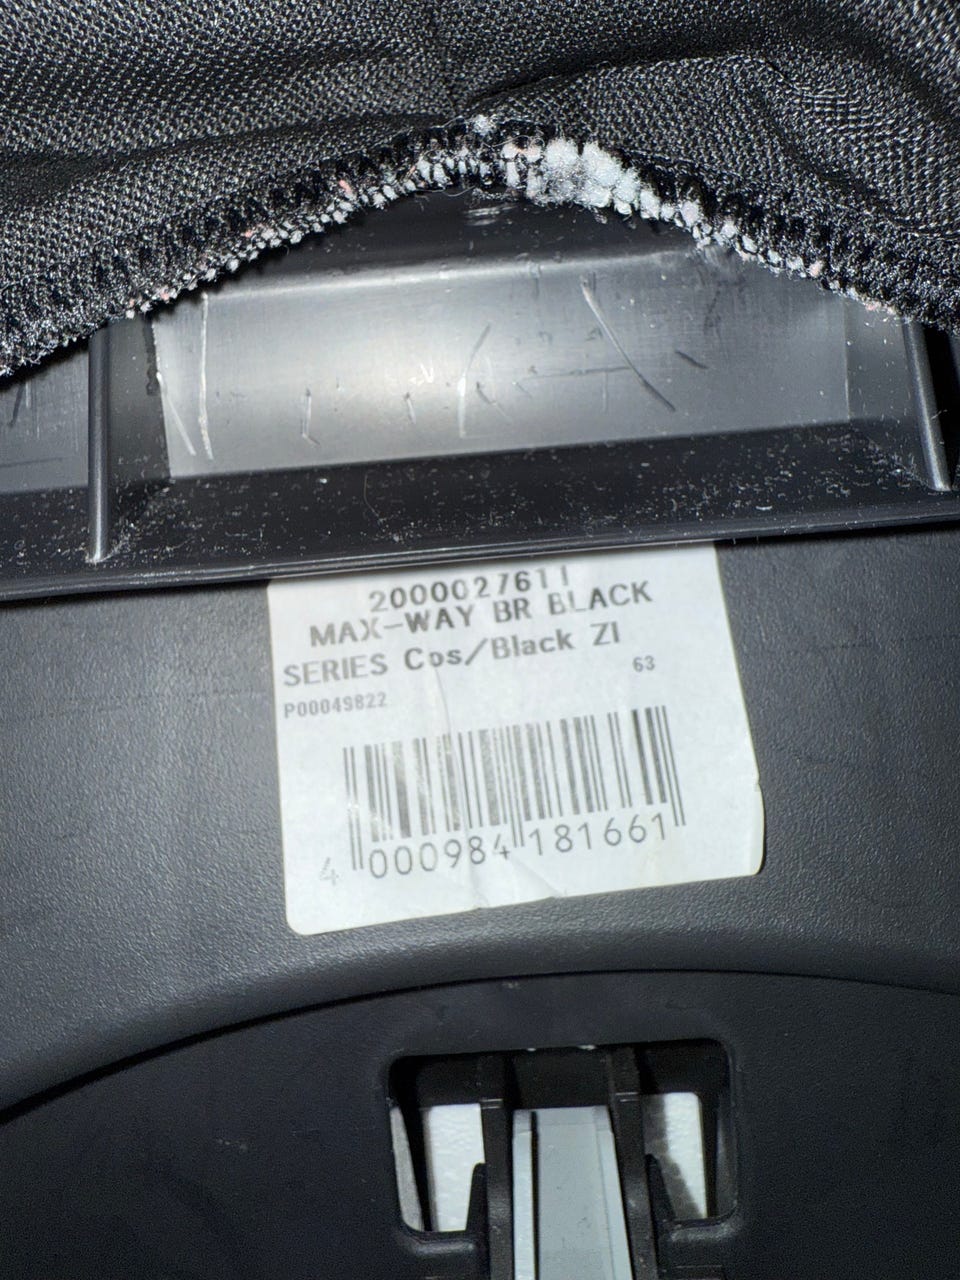 2000027611
MAX-WAY BR BLACK
SERIES Cos/Black ZI
63
P00049822
4 000984 181661